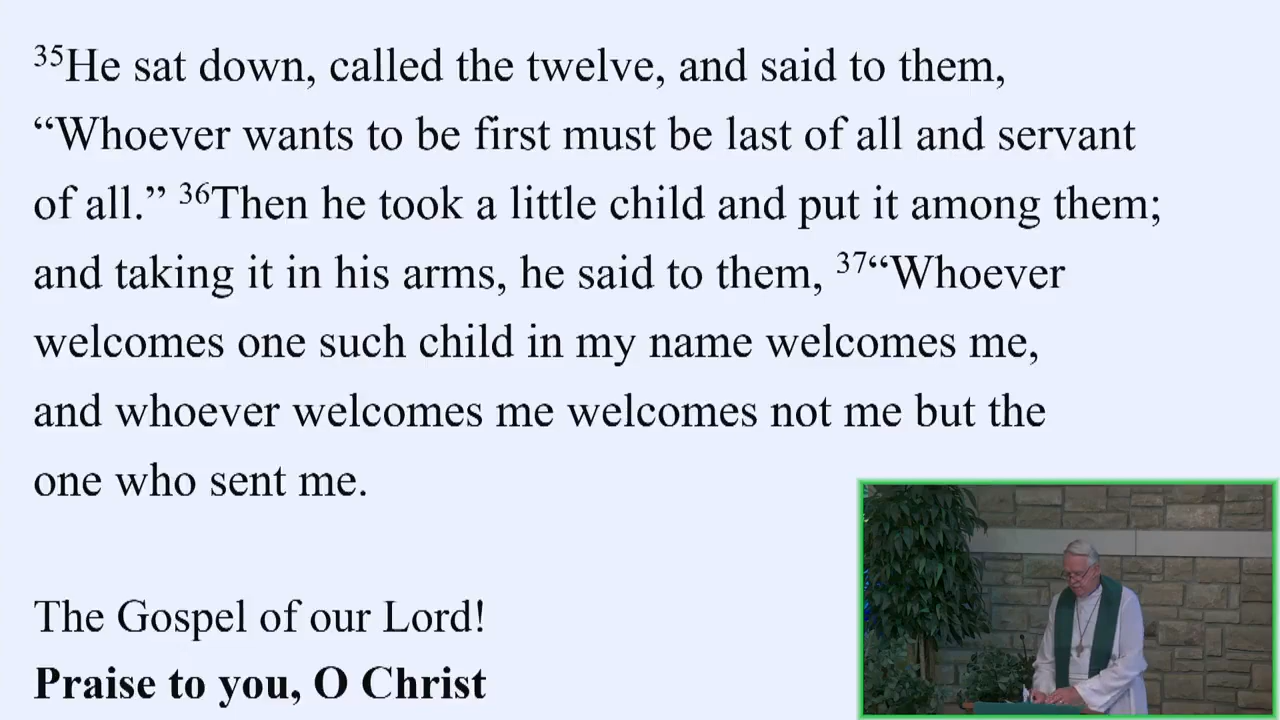 ³⁵He sat down, called the twelve, and said to them,
“Whoever wants to be first must be last of all and servant
of all.” ³⁶Then he took a little child and put it among them;
and taking it in his arms, he said to them, ³⁷“Whoever
welcomes one such child in my name welcomes me,
and whoever welcomes me welcomes not me but the
one who sent me.
The Gospel of our Lord!
Praise to you, O Christ